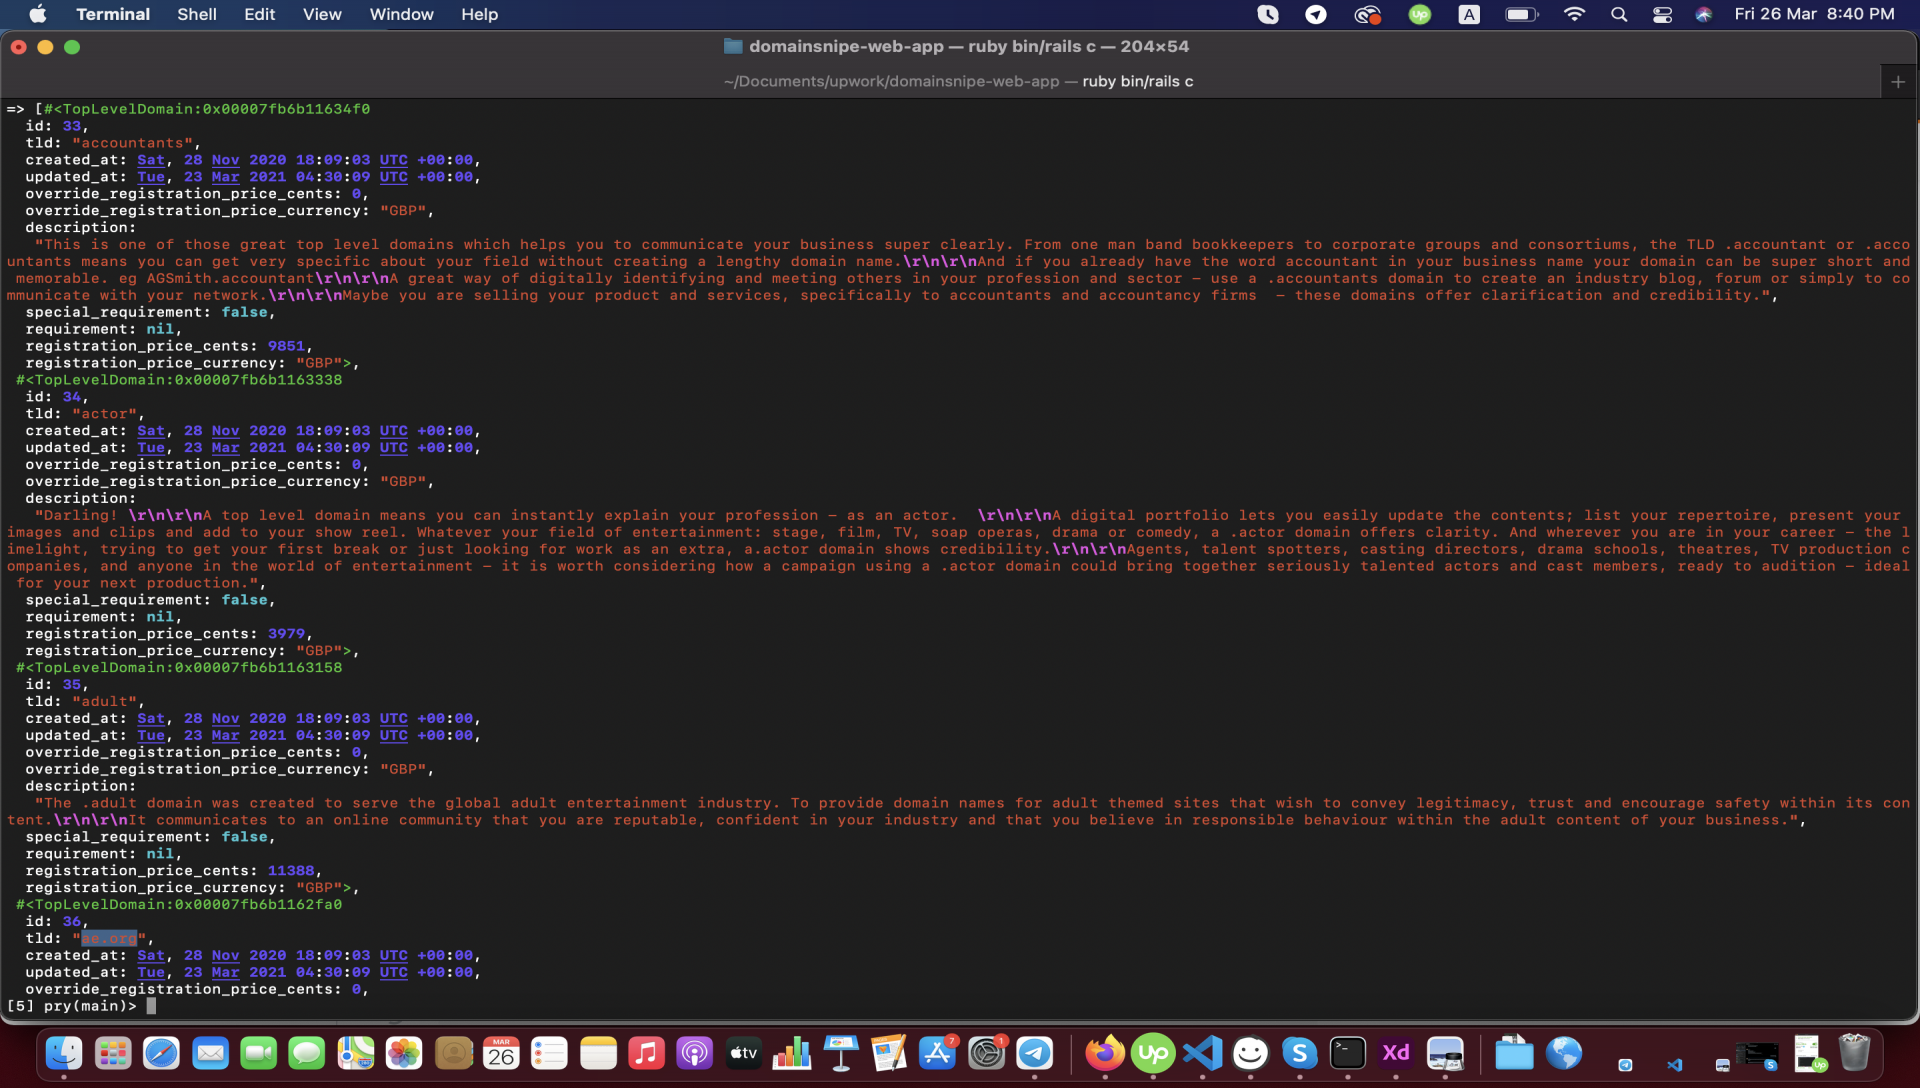 Terminal Shell Edit View Window Help
A
Fri 26 Mar 8:40 PM
domainsnipe-web-app — ruby bin/rails c — 204×54
~/Documents/upwork/domainsnipe-web-app — ruby bin/rails c
=> [#<TopLevelDomain:0x00007fb6b11634f0
id: 33,
tld: "accountants",
created_at: Sat, 28 Nov 2020 18:09:03 UTC +00:00,
updated_at: Tue, 23 Mar 2021 04:30:09 UTC +00:00,
override_registration_price_cents: 0,
override_registration_price_currency: "GBP",
description:
"This is one of those great top level domains which helps you to communicate your business super clearly. From one man band bookkeepers to corporate groups and consortiums, the TLD .accountant or .acco
untants means you can get very specific about your field without creating a lengthy domain name.\r\n\r\nAnd if you already have the word accountant in your business name your domain can be super short and
memorable. eg AGSmith.accountant\r\n\r\nA great way of digitally identifying and meeting others in your profession and sector – use a .accountants domain to create an industry blog, forum or simply to co
mmunicate with your network.\r\n\r\nMaybe you are selling your product and services, specifically to accountants and accountancy firms  – these domains offer clarification and credibility.",
special_requirement: false,
requirement: nil,
registration_price_cents: 9851,
registration_price_currency: "GBP">,
#<TopLevelDomain:0x00007fb6b1163338
id: 34,
tld: "actor",
created_at: Sat, 28 Nov 2020 18:09:03 UTC +00:00,
updated_at: Tue, 23 Mar 2021 04:30:09 UTC +00:00,
override_registration_price_cents: 0,
override_registration_price_currency: "GBP",
description:
"Darling! \r\n\r\nA top level domain means you can instantly explain your profession – as an actor.  \r\n\r\nA digital portfolio lets you easily update the contents; list your repertoire, present your
images and clips and add to your show reel. Whatever your field of entertainment: stage, film, TV, soap operas, drama or comedy, a .actor domain offers clarity. And wherever you are in your career – the l
imelight, trying to get your first break or just looking for work as an extra, a.actor domain shows credibility.\r\n\r\nAgents, talent spotters, casting directors, drama schools, theatres, TV production c
ompanies, and anyone in the world of entertainment – it is worth considering how a campaign using a .actor domain could bring together seriously talented actors and cast members, ready to audition – ideal
for your next production.",
special_requirement: false,
requirement: nil,
registration_price_cents: 3979,
registration_price_currency: "GBP">,
#<TopLevelDomain:0x00007fb6b1163158
id: 35,
tld: "adult",
created_at: Sat, 28 Nov 2020 18:09:03 UTC +00:00,
updated_at: Tue, 23 Mar 2021 04:30:09 UTC +00:00,
override_registration_price_cents: 0,
override_registration_price_currency: "GBP",
description:
"The .adult domain was created to serve the global adult entertainment industry. To provide domain names for adult themed sites that wish to convey legitimacy, trust and encourage safety within its con
tent.\r\n\r\nIt communicates to an online community that you are reputable, confident in your industry and that you believe in responsible behaviour within the adult content of your business.",
special_requirement: false,
requirement: nil,
registration_price_cents: 11388,
registration_price_currency: "GBP">,
#<TopLevelDomain:0x00007fb6b1162fa0
id: 36,
tld: "ae.org",
created_at: Sat, 28 Nov 2020 18:09:03 UTC +00:00,
updated_at: Tue, 23 Mar 2021 04:30:09 UTC +00:00,
override_registration_price_cents: 0,
[5] pry(main)>
MAR
26
tv
7
1
Up
S
Xd